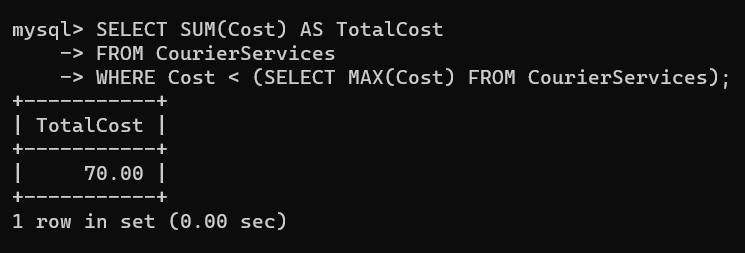 mysql> SELECT SUM(Cost) AS TotalCost
    -> FROM CourierServices
    -> WHERE Cost < (SELECT MAX(Cost) FROM CourierServices);
+-----------+
| TotalCost |
+-----------+
|     70.00 |
+-----------+
1 row in set (0.00 sec)